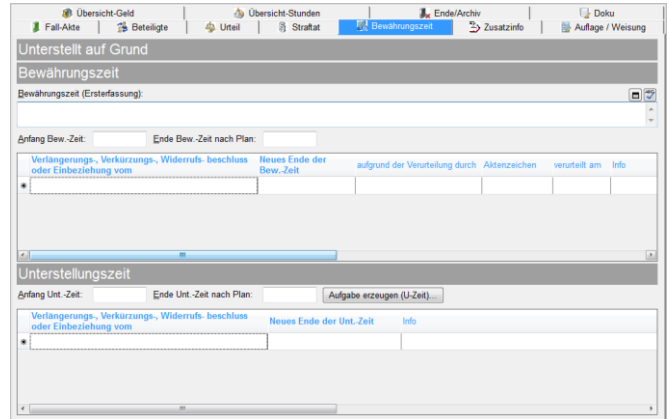 Übersicht-Geld Übersicht-Stunden Ende/Archiv Doku
Fall-Akte Beteiligte Urteil Straftat Bewährungszeit Zusatzinfo Auflage / Weisung
Unterstellt auf Grund
Bewährungszeit
Bewährungszeit (Ersterfassung):
Anfang Bew.-Zeit: Ende Bew.-Zeit nach Plan:
Verlängerungs-, Verkürzungs-, Widerrufs- beschluss Neues Ende der aufgrund der Verurteilung durch Aktenzeichen verurteilt am Info
oder Einbeziehung vom Bew.-Zeit
Unterstellungszeit
Anfang Unt.-Zeit: Ende Unt.-Zeit nach Plan: Aufgabe erzeugen (U-Zeit)...
Verlängerungs-, Verkürzungs-, Widerrufs- beschluss Neues Ende der Unt.-Zeit Info
oder Einbeziehung vom